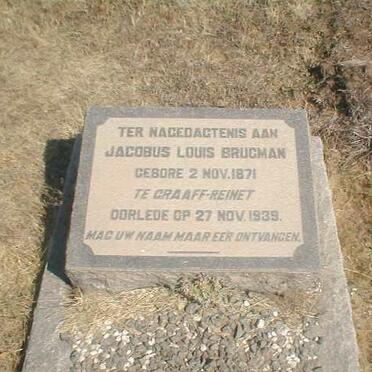 TER NAGEDAGTENIS AAN
JACOBUS LOUIS BRUGMAN
GEBORE 2 NOV. 1871
TE GRAAFF-REINET
OORLEDE OP 27 NOV. 1939.
MAG UW NAAM MAAR EER ONTVANGEN.